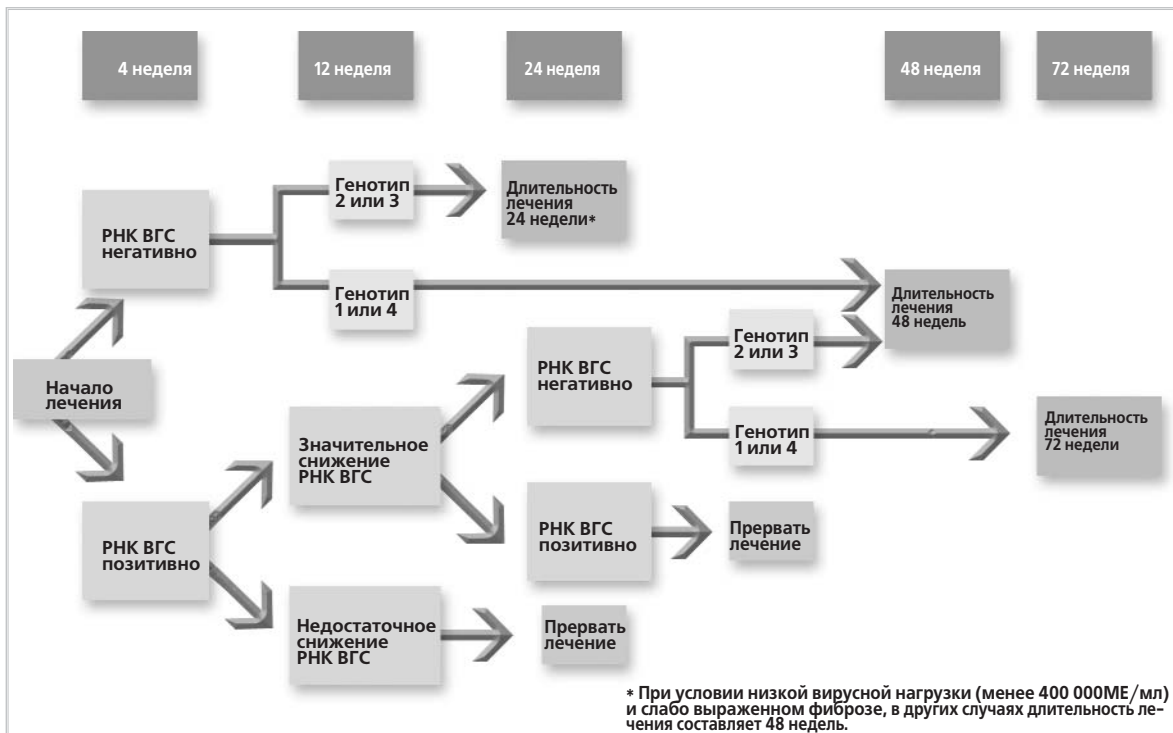 4 неделя
12 неделя
24 неделя
48 неделя
72 неделя
Генотип
2 или 3
Длительность
лечения
24 недели*
РНК ВГС
негативно
Генотип
1 или 4
Длительность
лечения
48 недель
Генотип
2 или 3
РНК ВГС
негативно
Начало
лечения
Генотип
1 или 4
Длительность
лечения
72 недели
Значительное
снижение
РНК ВГС
РНК ВГС
позитивно
РНК ВГС
позитивно
Прервать
лечение
Недостаточное
снижение
РНК ВГС
Прервать
лечение
* При условии низкой вирусной нагрузки (менее 400 000МЕ/мл)
и слабо выраженном фиброзе, в других случаях длительность ле-
чения составляет 48 недель.